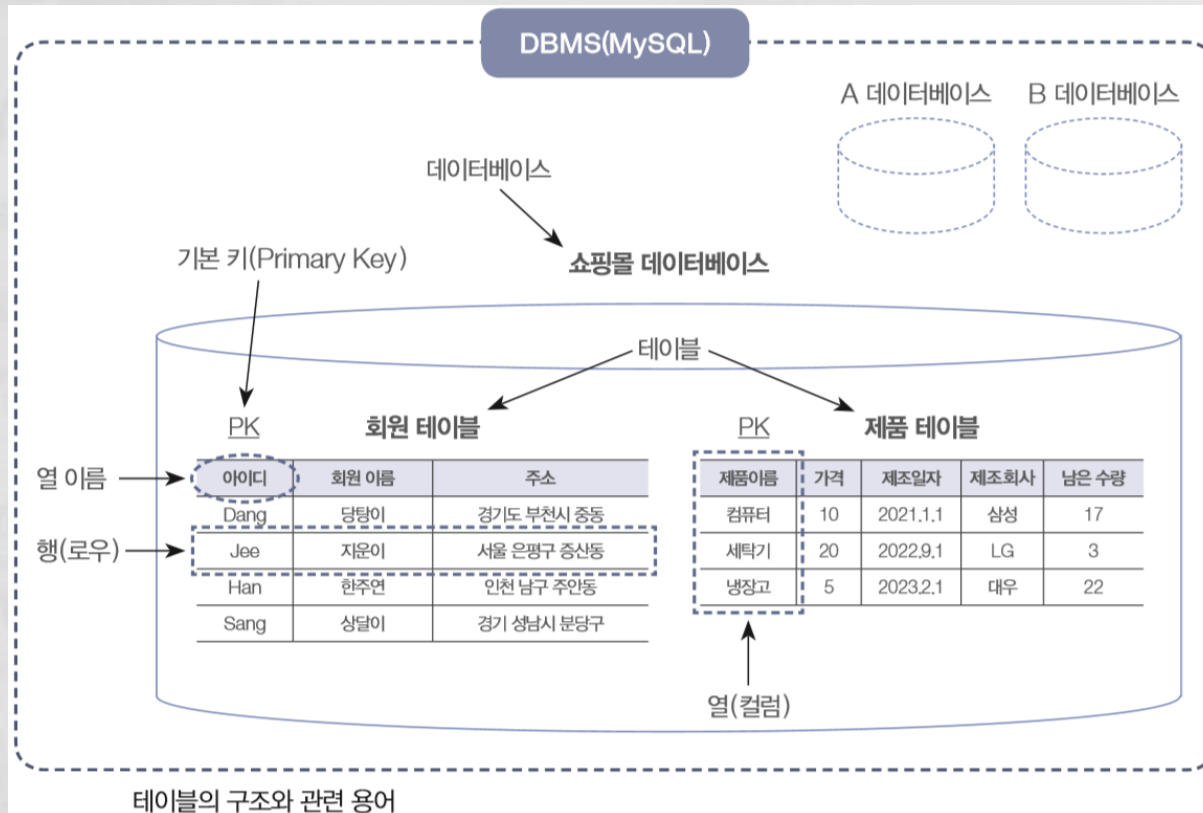 DBMS(MySQL)
A 데이터베이스 B 데이터베이스
데이터베이스
기본 키(Primary Key)
쇼핑몰 데이터베이스
테이블
PK 회원 테이블
PK 제품 테이블
열 이름
아이디 회원 이름 주소
Dang 당탕이 경기도 부천시 중동
행(로우)
Jee 지운이 서울 은평구 증산동
Han 한주연 인천 남구 주안동
Sang 상달이 경기 성남시 분당구
제품이름 가격 제조일자 제조회사 남은 수량
컴퓨터 10 2021.1.1 삼성 17
세탁기 20 2022.9.1 LG 3
냉장고 5 2023.2.1 대우 22
열(컬럼)
테이블의 구조와 관련 용어